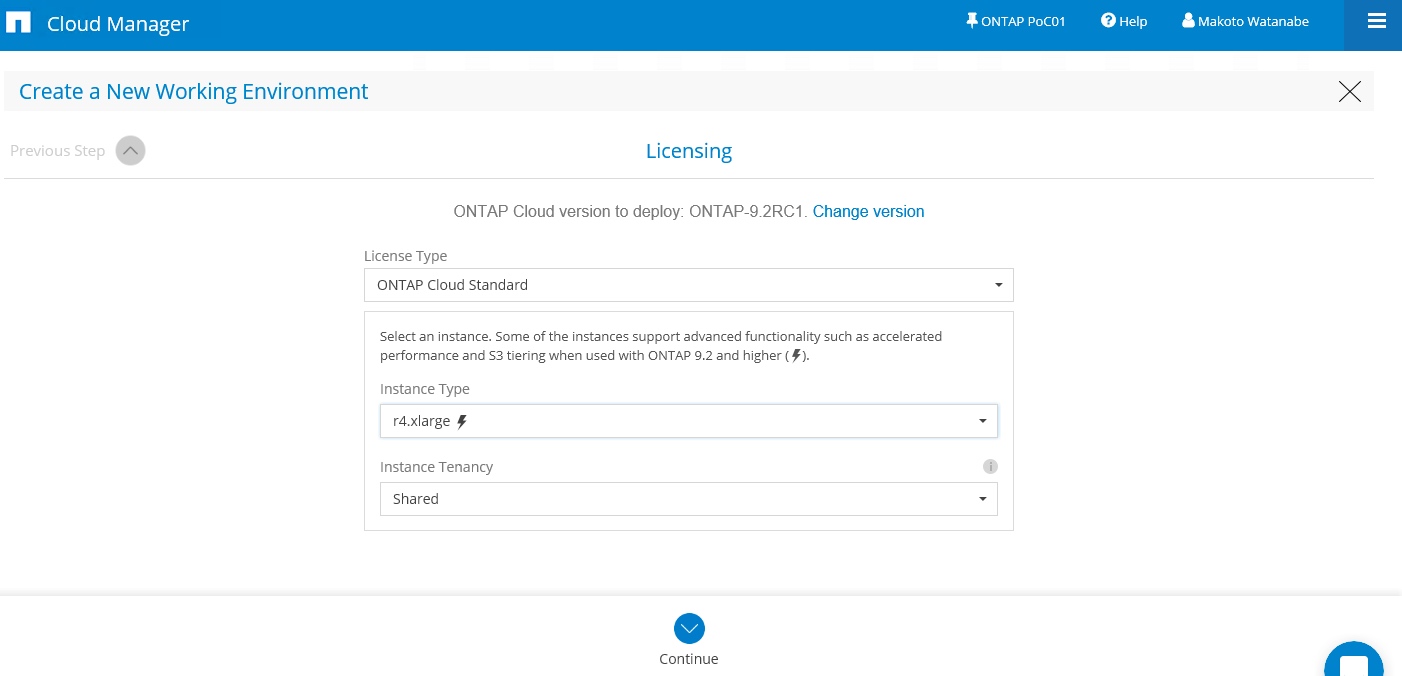 Cloud Manager
ONTAP PoC01
Help
Makoto Watanabe
Create a New Working Environment
Previous Step
Licensing
ONTAP Cloud version to deploy: ONTAP-9.2RC1. Change version
License Type
ONTAP Cloud Standard
Select an instance. Some of the instances support advanced functionality such as accelerated
performance and S3 tiering when used with ONTAP 9.2 and higher (⚡).
Instance Type
r4.xlarge ⚡
Instance Tenancy
Shared
Continue